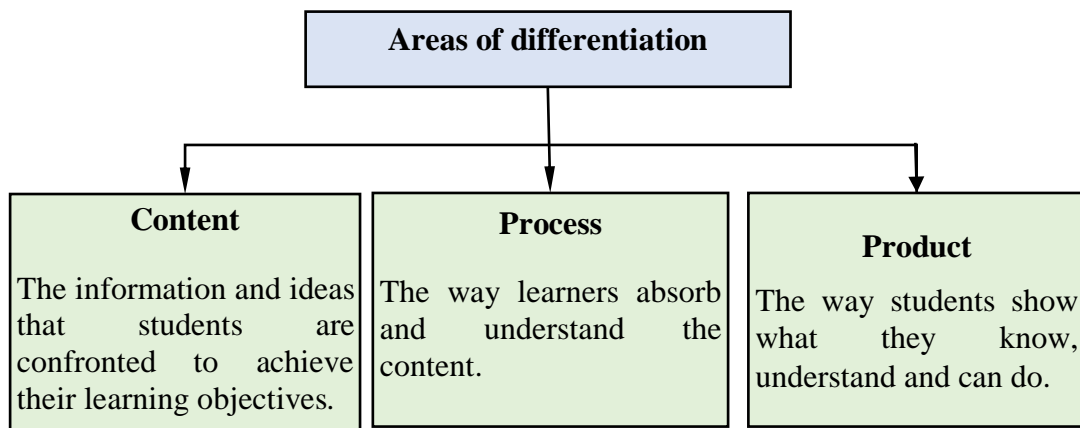 Areas of differentiation
Content
The information and ideas
that students are
confronted to achieve
their learning objectives.
Process
The way learners absorb
and understand the
content.
Product
The way students show
what they know,
understand and can do.